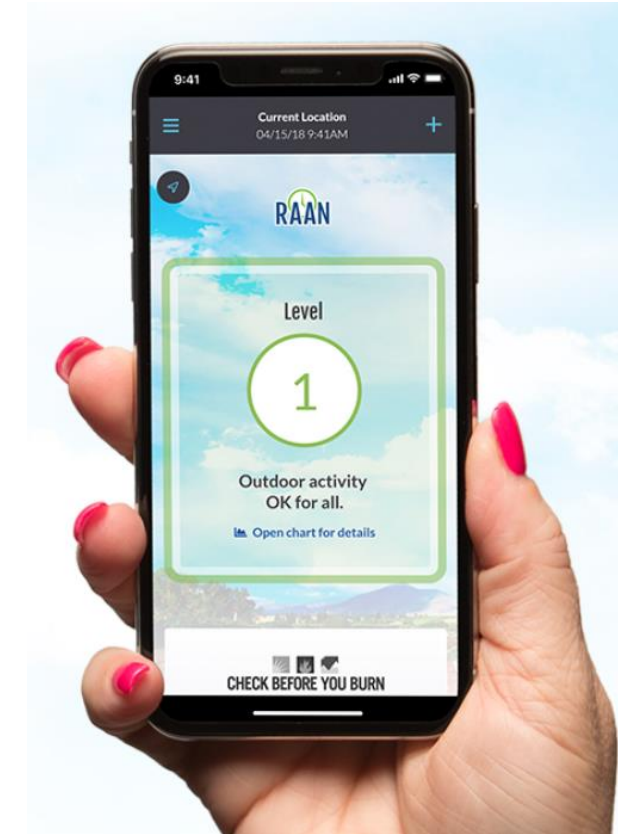 9:41
Current Location
04/15/18 9:41AM
RAAN
Level
1
Outdoor activity
OK for all.
Open chart for details
CHECK BEFORE YOU BURN